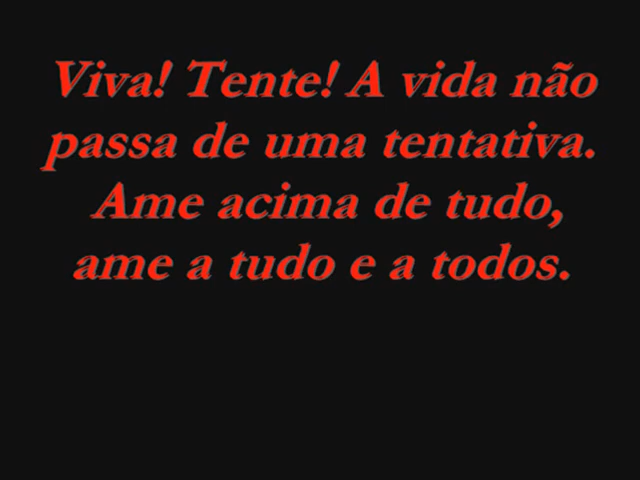 Viva! Tente! A vida não
passa de uma tentativa.
Ame acima de tudo,
ame a tudo e a todos.